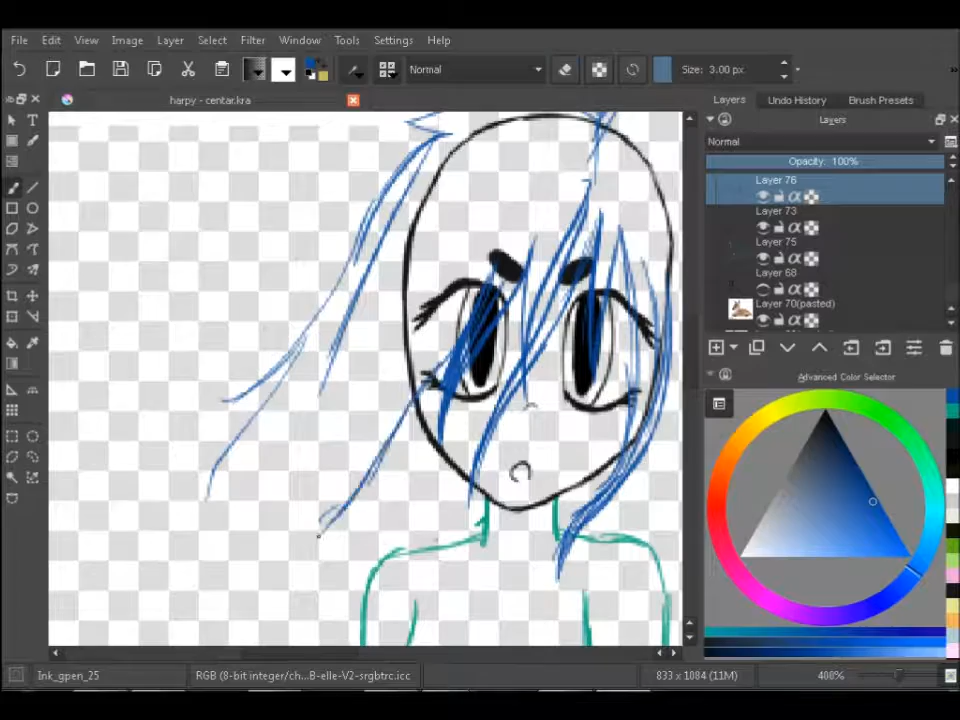 File Edit View Image Layer Select Filter Window Tools Settings Help
Normal Size: 3.00 px
harpy - centar.kra
Layers Undo History Brush Presets
Layers
Normal
Opacity: 100%
Layer 76
Layer 73
Layer 75
Layer 68
Layer 70(pasted)
Advanced Color Selector
Ink_gpen_25 RGB (8-bit integer/ch...B-elle-V2-srgbtrc.icc 833 x 1084 (11M) 400%